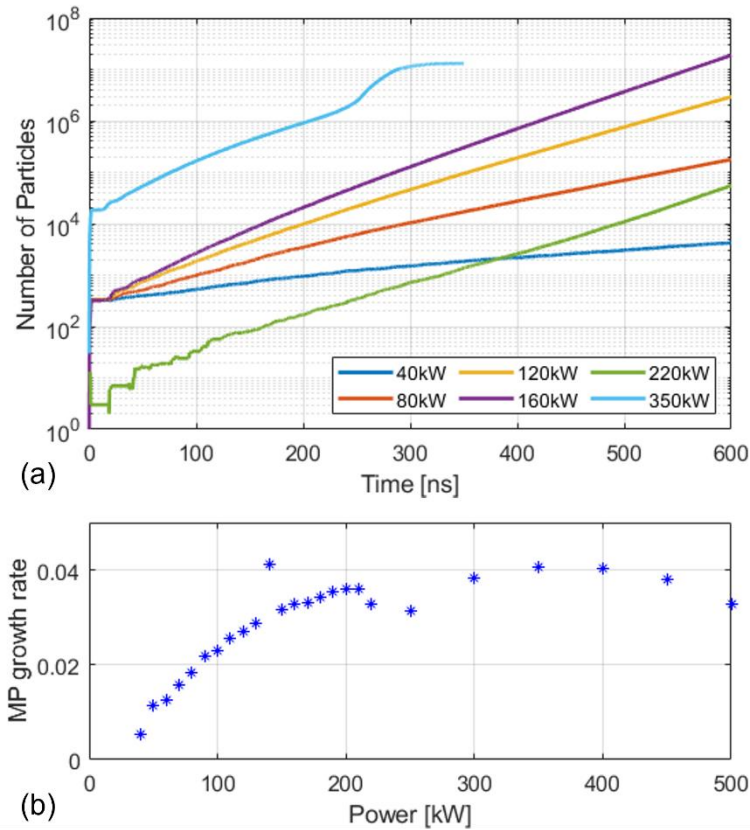 10^8
10^6
10^4
10^2
10^0
Number of Particles
40kW 120kW 220kW
80kW 160kW 350kW
0 100 200 300 400 500 600
Time [ns]
(a)
0.04
0.02
0
MP growth rate
0 100 200 300 400 500
Power [kW]
(b)